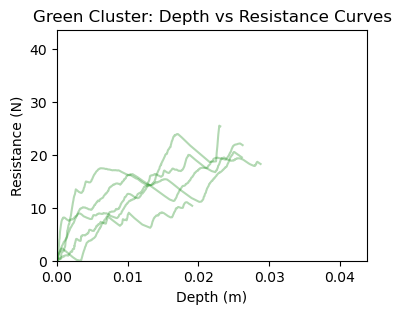 Green Cluster: Depth vs Resistance Curves
Resistance (N)
40
30
20
10
0
0.00 0.01 0.02 0.03 0.04
Depth (m)